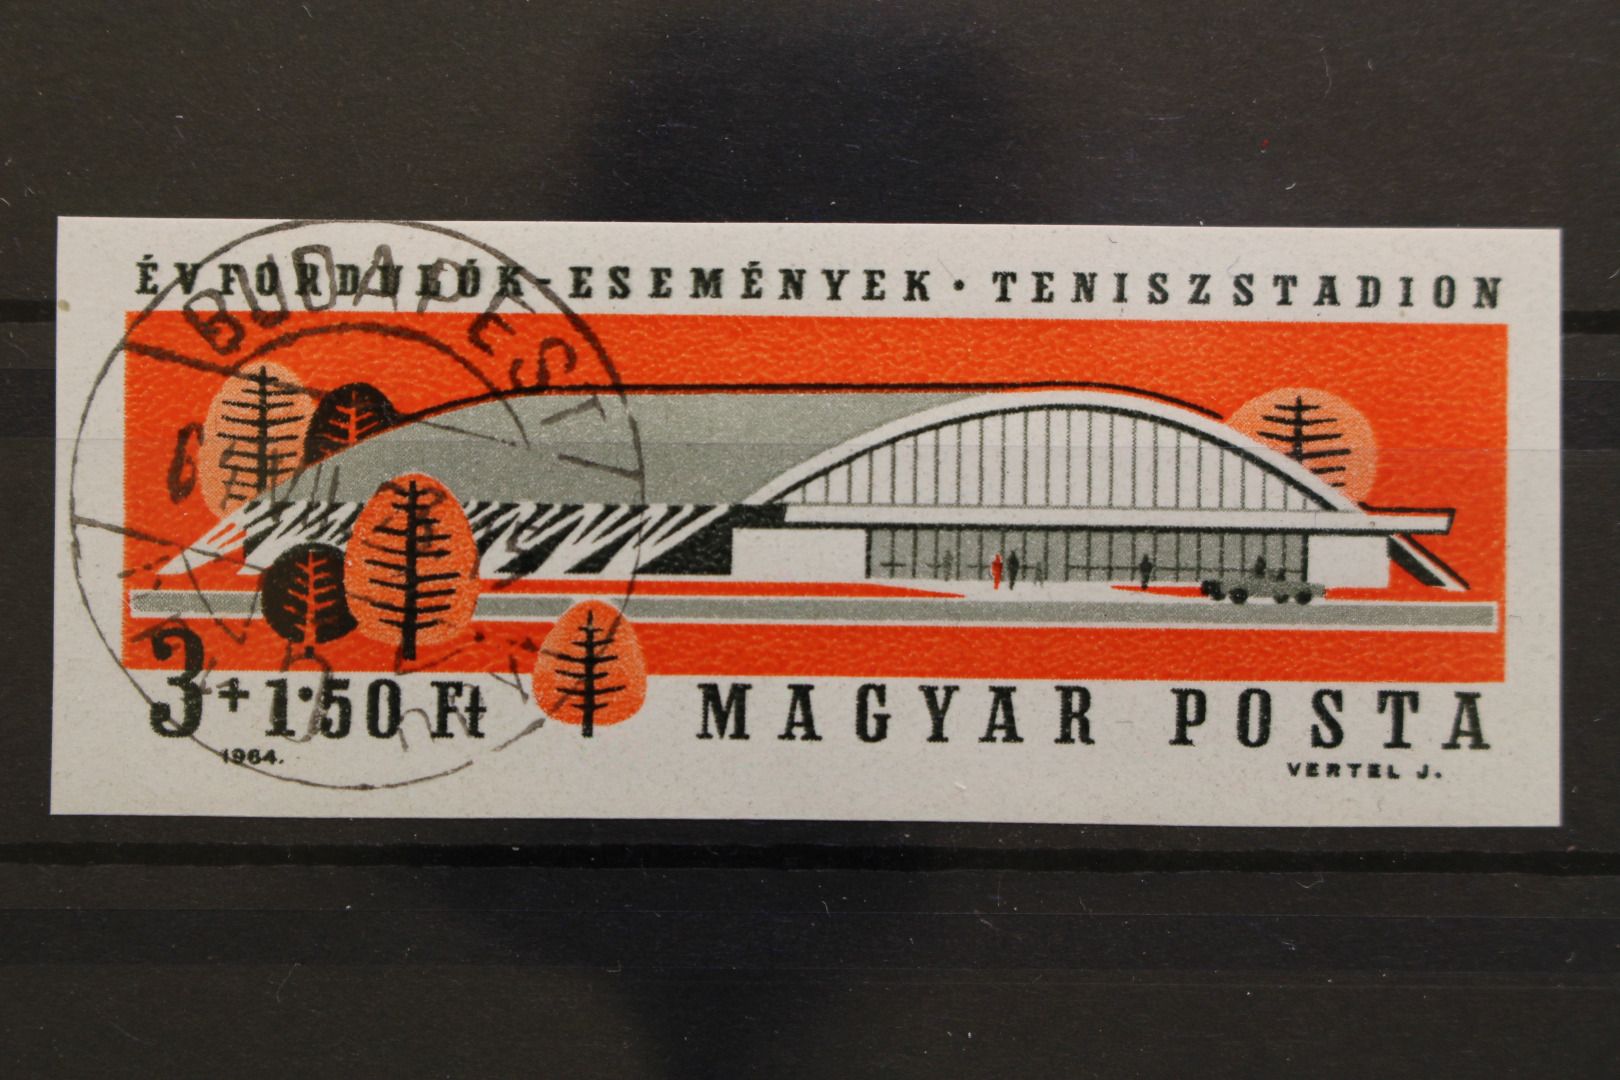 ÉVFORDULÓK-ESEMÉNYEK · TENISZSTADION
BUDAPEST
3+1·50 Ft
MAGYAR POSTA
1964.
VERTEL J.